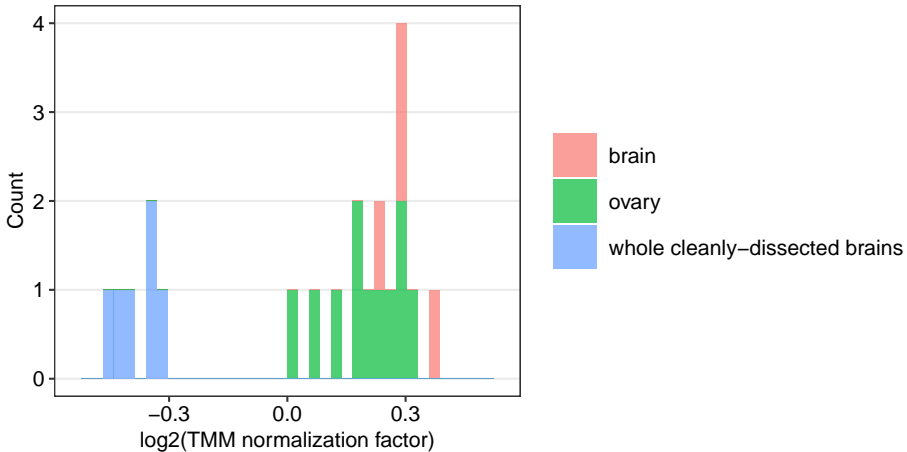 4
3
2
1
0
Count
−0.3
0.0
0.3
log2(TMM normalization factor)
brain
ovary
whole cleanly−dissected brains